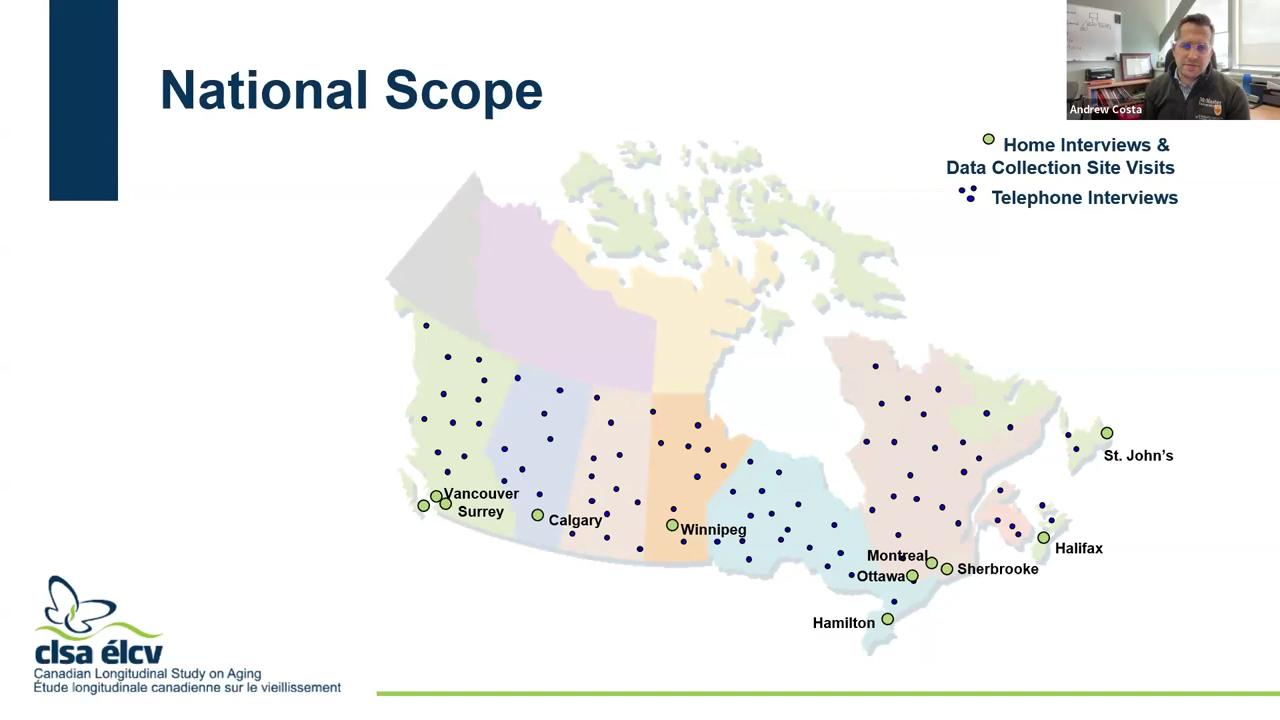 National Scope
Andrew Costa
Home Interviews &
Data Collection Site Visits
Telephone Interviews
St. John's
Vancouver
Surrey
Calgary
Winnipeg
Halifax
Montreal
Sherbrooke
Ottawa
Hamilton
clsa élcv
Canadian Longitudinal Study on Aging
Étude longitudinale canadienne sur le vieillissement